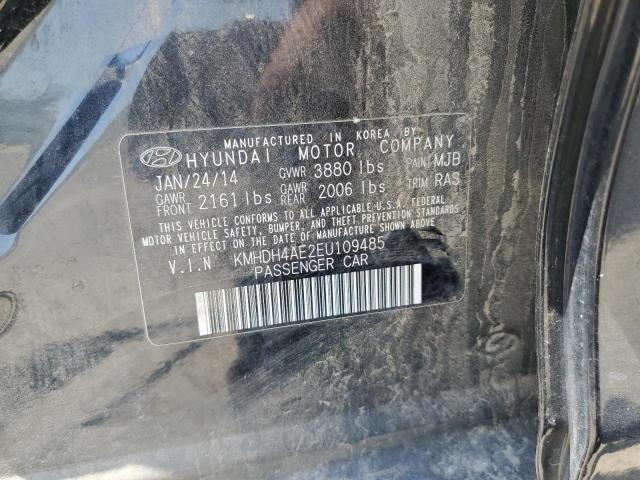 MANUFACTURED IN KOREA BY
HYUNDAI MOTOR COMPANY
JAN/24/14 GVWR 3880 lbs PAINT MJB
GAWR FRONT 2161 lbs GAWR REAR 2006 lbs TRIM RAS
THIS VEHICLE CONFORMS TO ALL APPLICABLE U.S.A. FEDERAL
MOTOR VEHICLE SAFETY, BUMPER, AND THEFT PREVENTION STANDARDS
IN EFFECT ON THE DATE OF MANUFACTURE SHOWN ABOVE.
V.I.N KMHDH4AE2EU109485
PASSENGER CAR